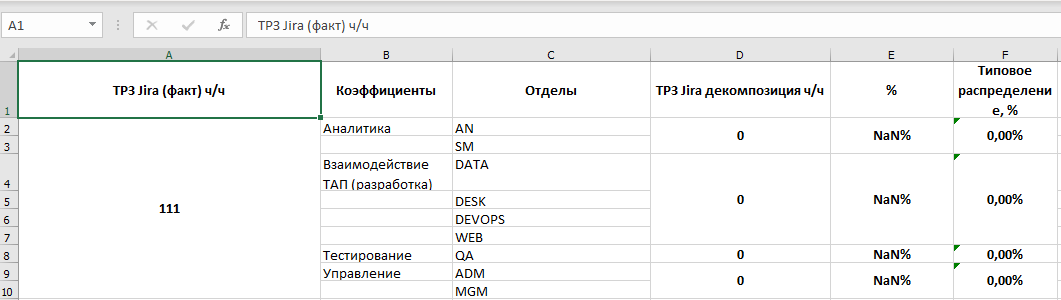 A1
fx
ТРЗ Jira (факт) ч/ч
A B C D E F
1 ТРЗ Jira (факт) ч/ч Коэффициенты Отделы ТРЗ Jira декомпозиция ч/ч % Типовое
распределени
е, %
2 Аналитика AN 0 NaN% 0,00%
3 SM
4 Взаимодействие DATA
ТАП (разработка)
111 0 NaN% 0,00%
5 DESK
6 DEVOPS
7 WEB
8 Тестирование QA 0 NaN% 0,00%
9 Управление ADM 0 NaN% 0,00%
10 MGM